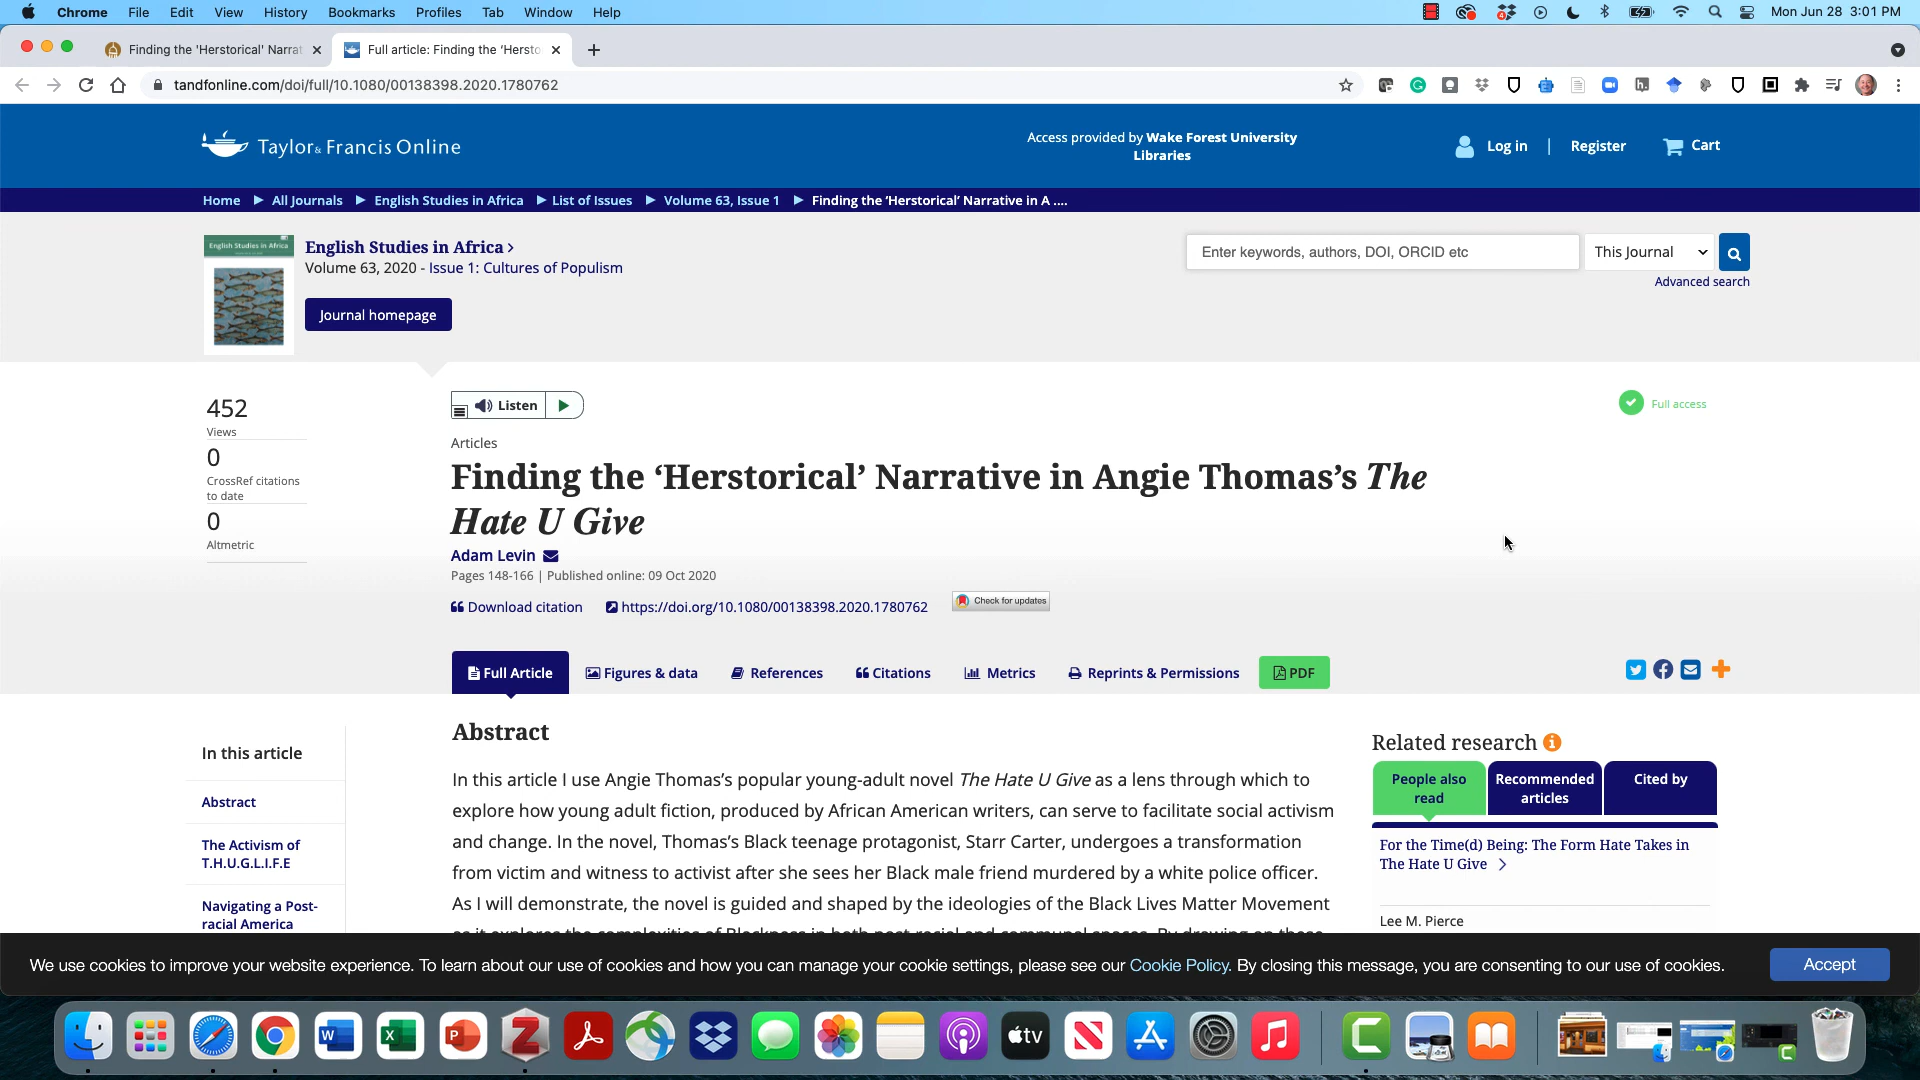 Chrome File Edit View History Bookmarks Profiles Tab Window Help Mon Jun 28 3:01 PM
Finding the 'Herstorical' Narrat
Full article: Finding the ‘Hersto
tandfonline.com/doi/full/10.1080/00138398.2020.1780762
Taylor & Francis Online
Access provided by Wake Forest University
Libraries
Log in | Register Cart
Home All Journals English Studies in Africa List of Issues Volume 63, Issue 1 Finding the ‘Herstorical’ Narrative in A ....
English Studies in Africa
English Studies in Africa >
Volume 63, 2020 - Issue 1: Cultures of Populism
Journal homepage
Enter keywords, authors, DOI, ORCID etc
This Journal
Advanced search
452
Views
0
CrossRef citations
to date
0
Altmetric
Listen
Full access
Articles
Finding the ‘Herstorical’ Narrative in Angie Thomas’s The
Hate U Give
Adam Levin
Pages 148-166 | Published online: 09 Oct 2020
Download citation https://doi.org/10.1080/00138398.2020.1780762 Check for updates
Full Article Figures & data References Citations Metrics Reprints & Permissions PDF
In this article
Abstract
The Activism of
T.H.U.G.L.I.F.E
Navigating a Post-
racial America
Abstract
In this article I use Angie Thomas’s popular young-adult novel The Hate U Give as a lens through which to
explore how young adult fiction, produced by African American writers, can serve to facilitate social activism
and change. In the novel, Thomas’s Black teenage protagonist, Starr Carter, undergoes a transformation
from victim and witness to activist after she sees her Black male friend murdered by a white police officer.
As I will demonstrate, the novel is guided and shaped by the ideologies of the Black Lives Matter Movement
Related research
People also
read
Recommended
articles
Cited by
For the Time(d) Being: The Form Hate Takes in
The Hate U Give >
Lee M. Pierce
We use cookies to improve your website experience. To learn about our use of cookies and how you can manage your cookie settings, please see our Cookie Policy. By closing this message, you are consenting to our use of cookies.
Accept
tv